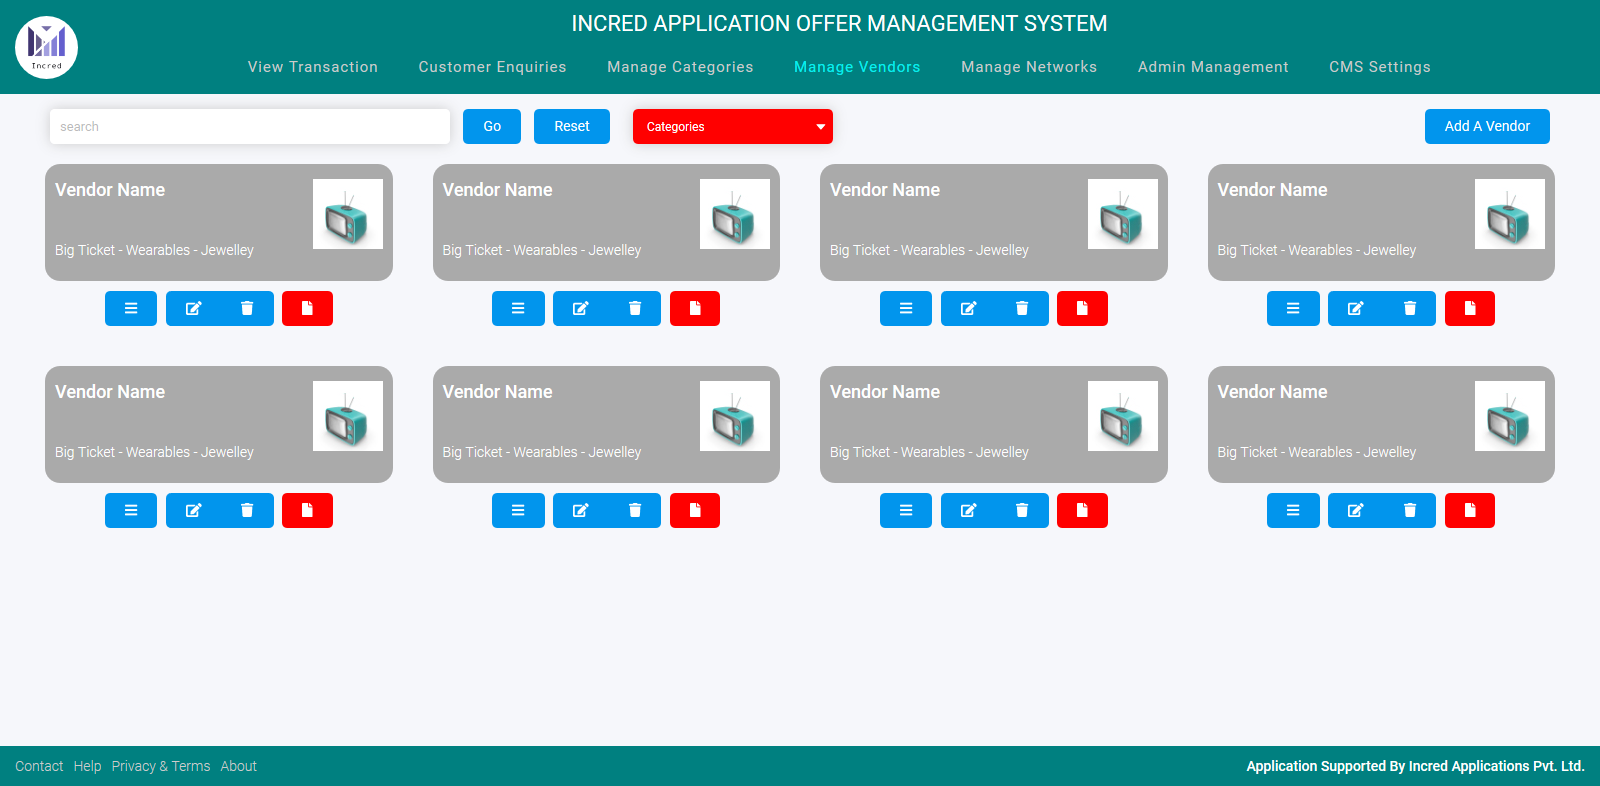 INCRED APPLICATION OFFER MANAGEMENT SYSTEM
Incred
View Transaction Customer Enquiries Manage Categories Manage Vendors Manage Networks Admin Management CMS Settings
search Go Reset Categories Add A Vendor
Vendor Name Vendor Name Vendor Name Vendor Name
Big Ticket - Wearables - Jewelley Big Ticket - Wearables - Jewelley Big Ticket - Wearables - Jewelley Big Ticket - Wearables - Jewelley
Vendor Name Vendor Name Vendor Name Vendor Name
Big Ticket - Wearables - Jewelley Big Ticket - Wearables - Jewelley Big Ticket - Wearables - Jewelley Big Ticket - Wearables - Jewelley
Contact Help Privacy & Terms About Application Supported By Incred Applications Pvt. Ltd.